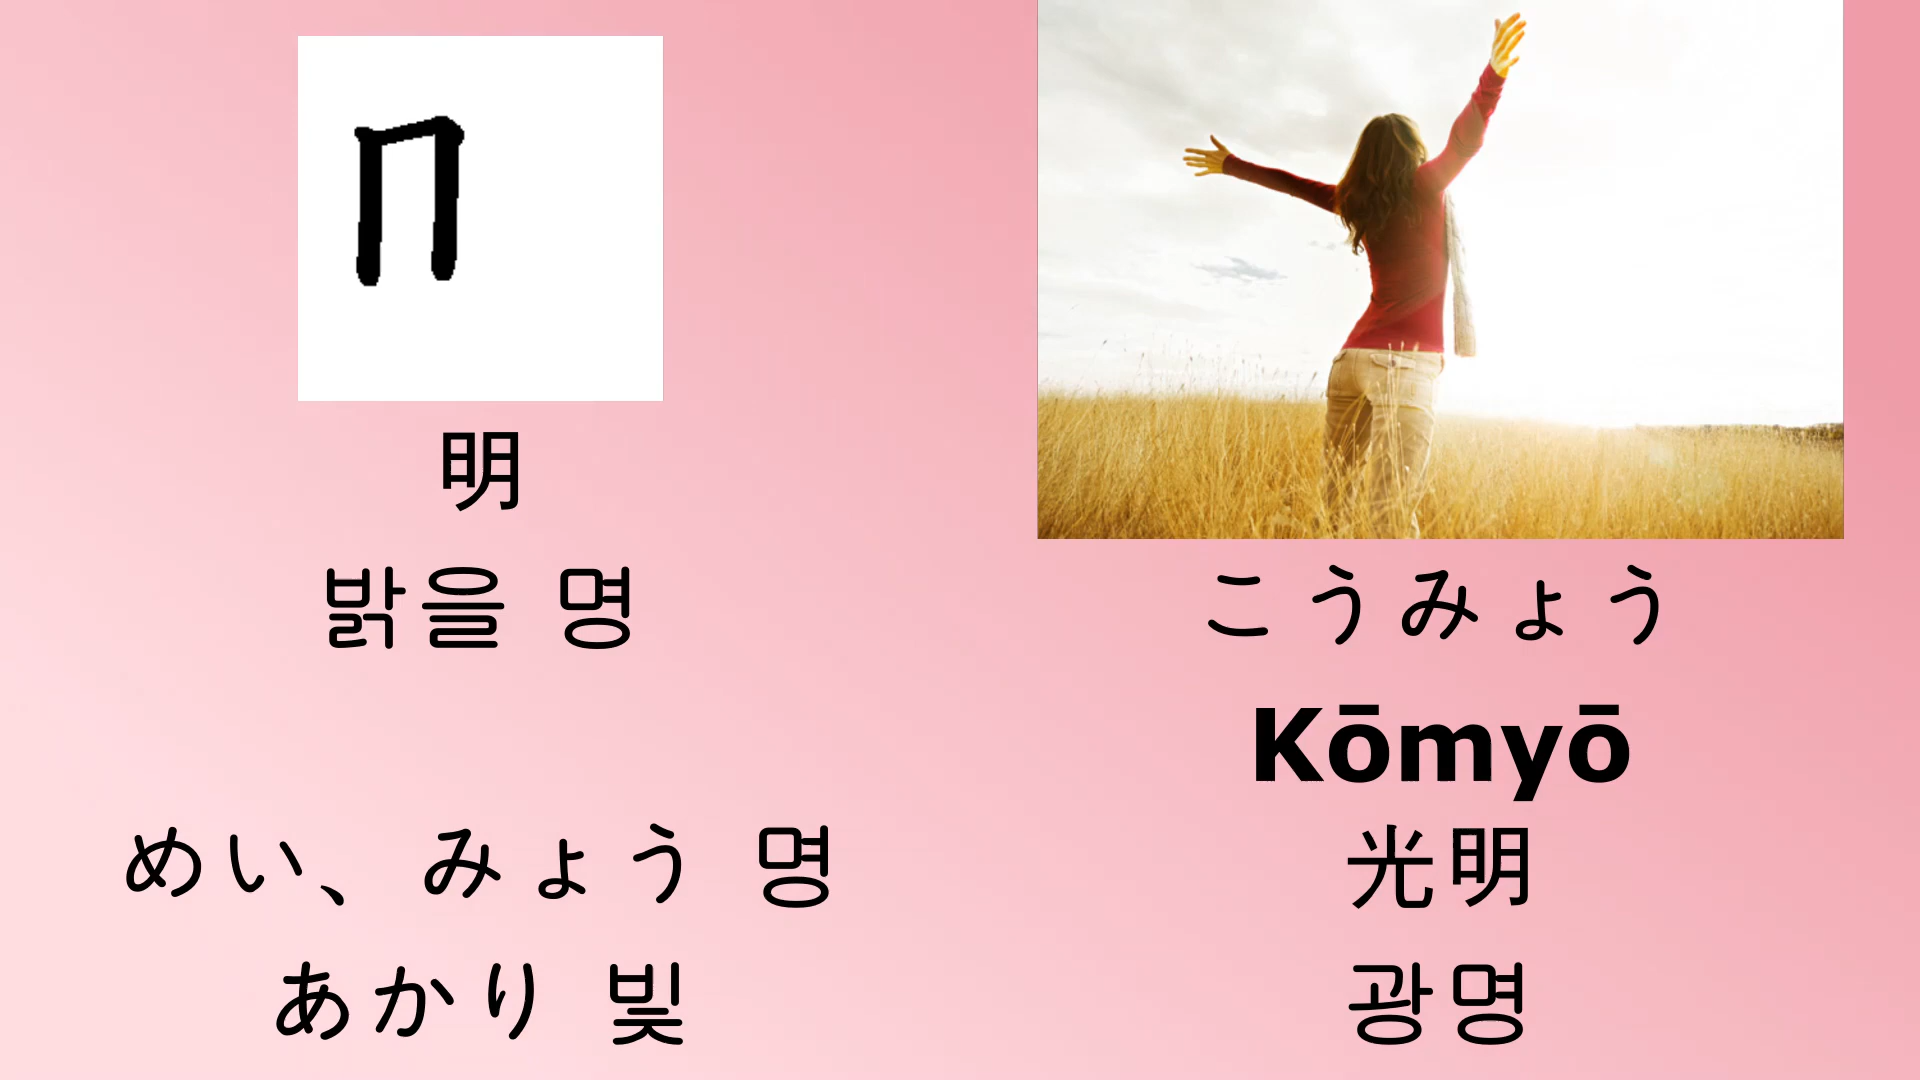 明
밝을 명
めい、みょう 명
あかり 빛
こうみょう
Kōmyō
光明
광명